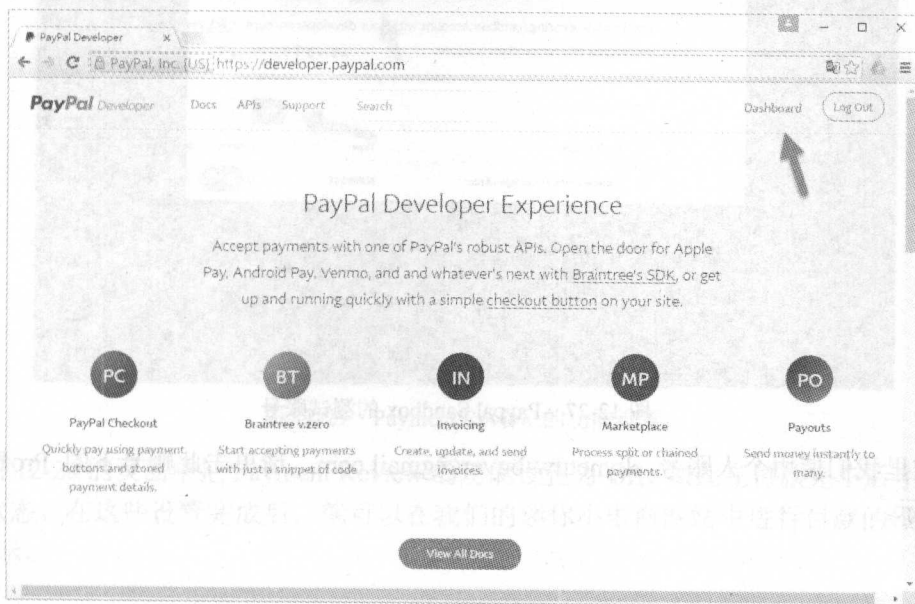 PayPal Developer
PayPal, Inc. [US] https://developer.paypal.com
PayPal Developer
Docs APIs Support Search
Dashboard Log Out
PayPal Developer Experience
Accept payments with one of PayPal's robust APIs. Open the door for Apple
Pay, Android Pay, Venmo, and and whatever's next with Braintree's SDK, or get
up and running quickly with a simple checkout button on your site.
PC
BT
IN
MP
PO
PayPal Checkout
Quickly pay using payment
buttons and stored
payment details.
Braintree v.zero
Start accepting payments
with just a snippet of code.
Invoicing
Create, update, and send
invoices.
Marketplace
Process split or chained
payments.
Payouts
Send money instantly to
many.
View All Docs